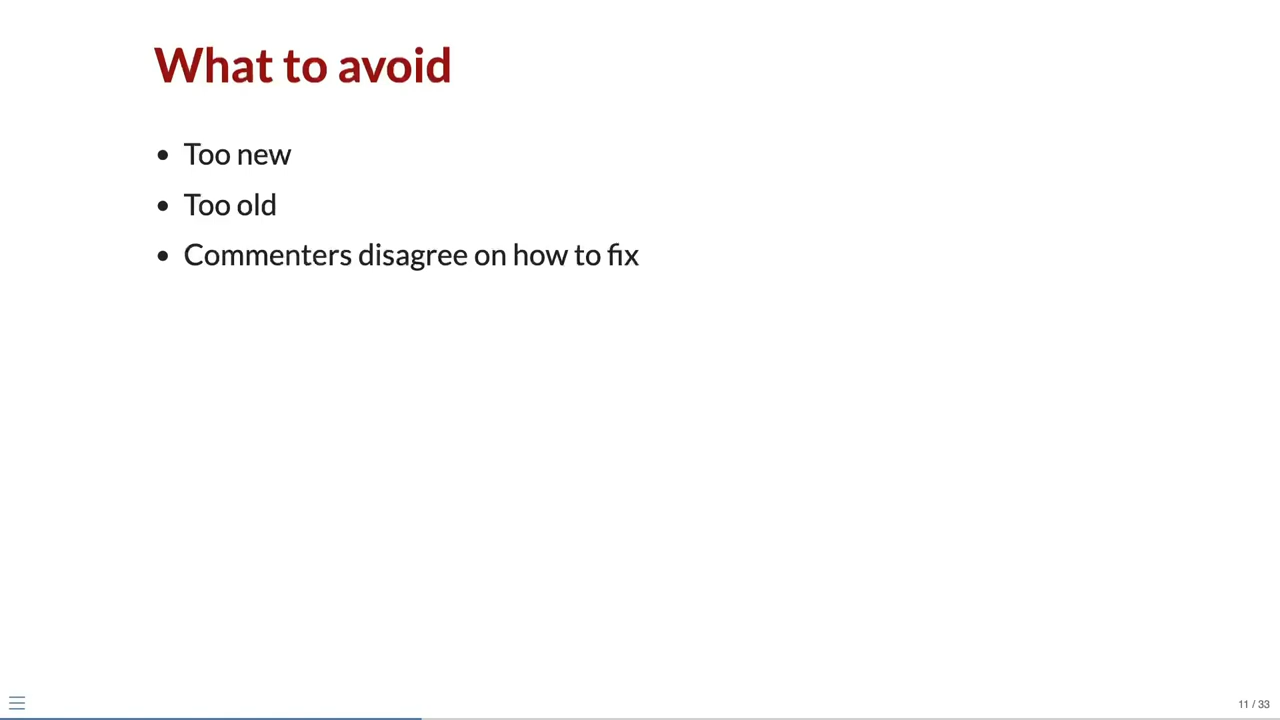 What to avoid
• Too new
• Too old
• Commenters disagree on how to fix
11 / 33